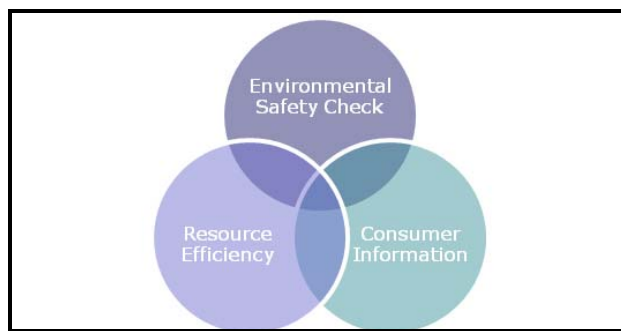 Environmental
Safety Check
Resource
Efficiency
Consumer
Information